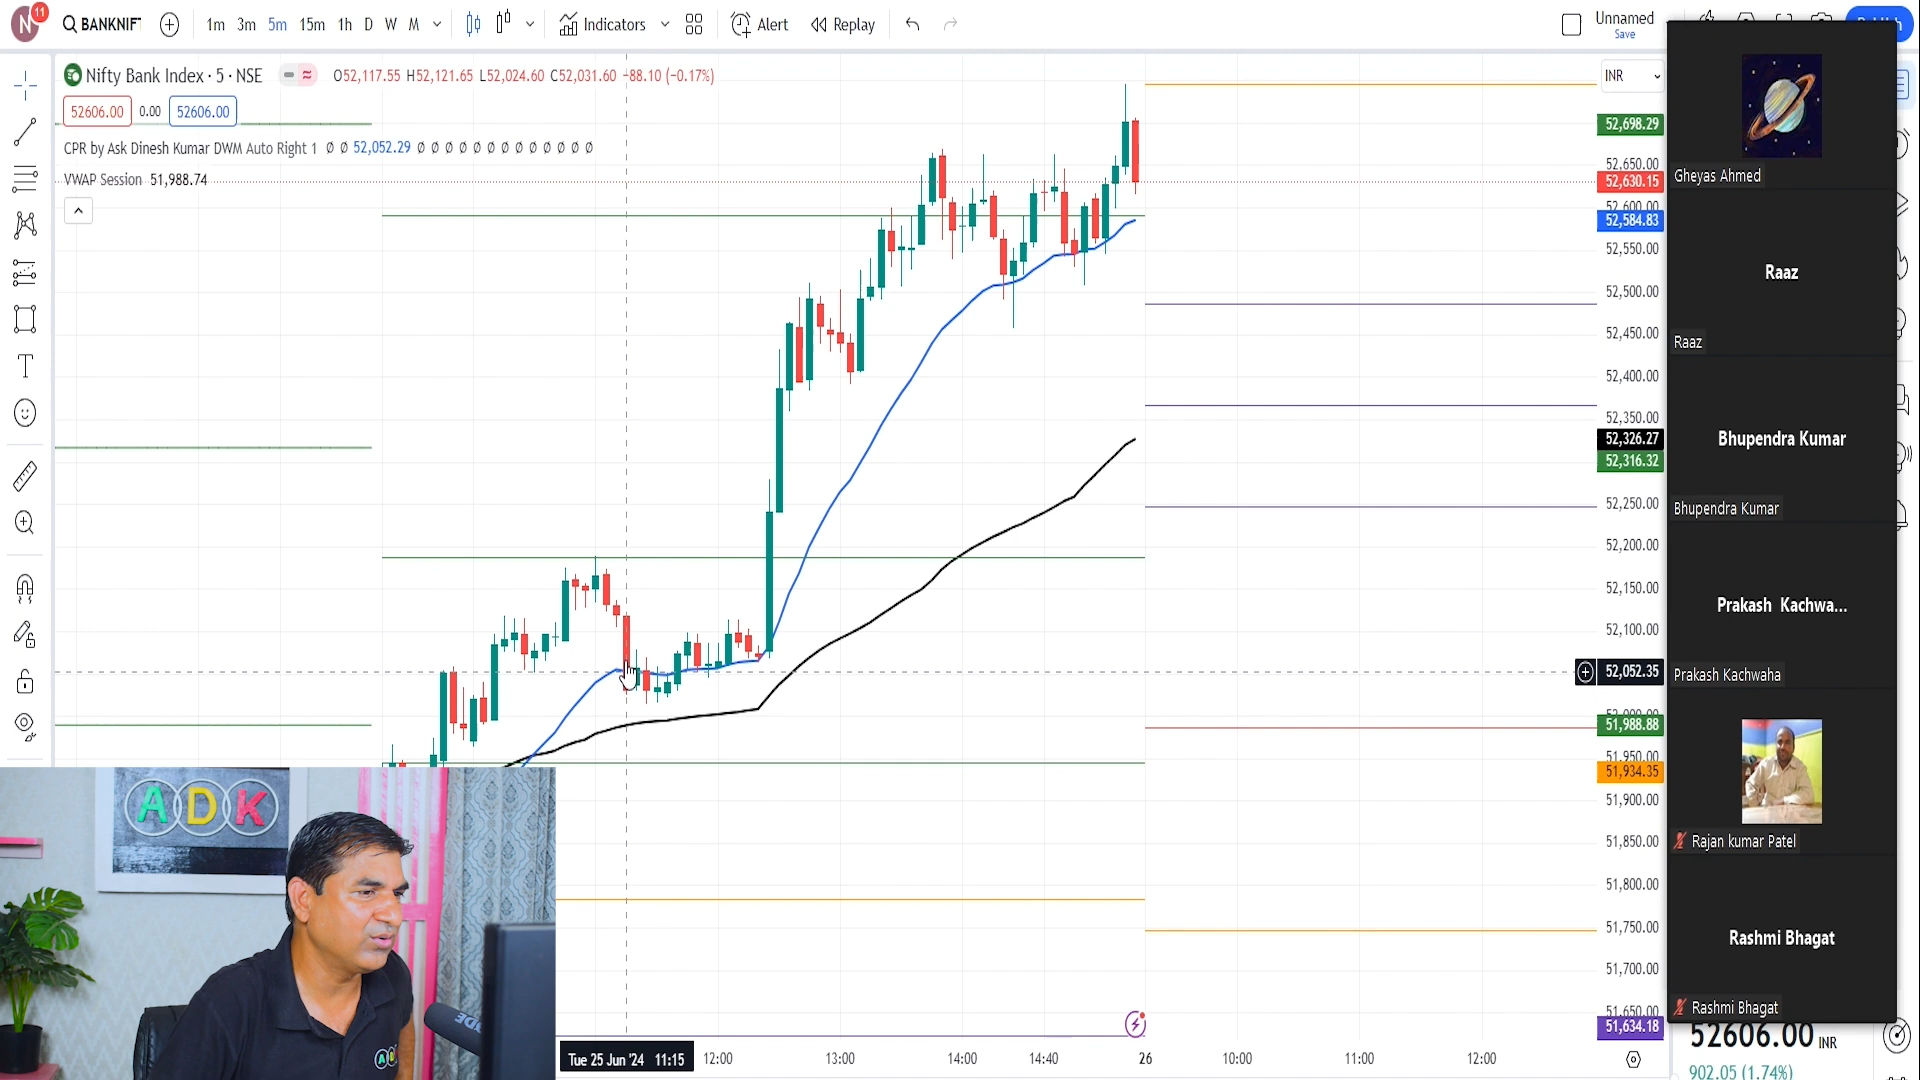 N
11
BANKNIFT
1m 3m 5m 15m 1h D W M
Indicators
Alert
Replay
Unnamed
Save
Nifty Bank Index · 5 · NSE
O52,117.55 H52,121.65 L52,024.60 C52,031.60 −88.10 (−0.17%)
52606.00 0.00 52606.00
CPR by Ask Dinesh Kumar DWM Auto Right 1 Ø Ø 52,052.29 Ø Ø Ø Ø Ø Ø Ø Ø Ø Ø Ø Ø Ø
VWAP Session 51,988.74
INR
52,698.29
52,650.00
52,630.15
52,600.00
52,584.83
52,550.00
52,500.00
52,450.00
52,400.00
52,350.00
52,326.27
52,316.32
52,250.00
52,200.00
52,150.00
52,100.00
52,052.35
52,000.00
51,988.88
51,950.00
51,934.35
51,900.00
51,850.00
51,800.00
51,750.00
51,700.00
51,650.00
51,634.18
Tue 25 Jun '24 11:15
12:00
13:00
14:00
14:40
26
10:00
11:00
12:00
Gheyas Ahmed
Raaz
Raaz
Bhupendra Kumar
Bhupendra Kumar
Prakash Kachwa...
Prakash Kachwaha
Rajan kumar Patel
Rashmi Bhagat
Rashmi Bhagat
52606.00 INR
902.05 (1.74%)
A D K